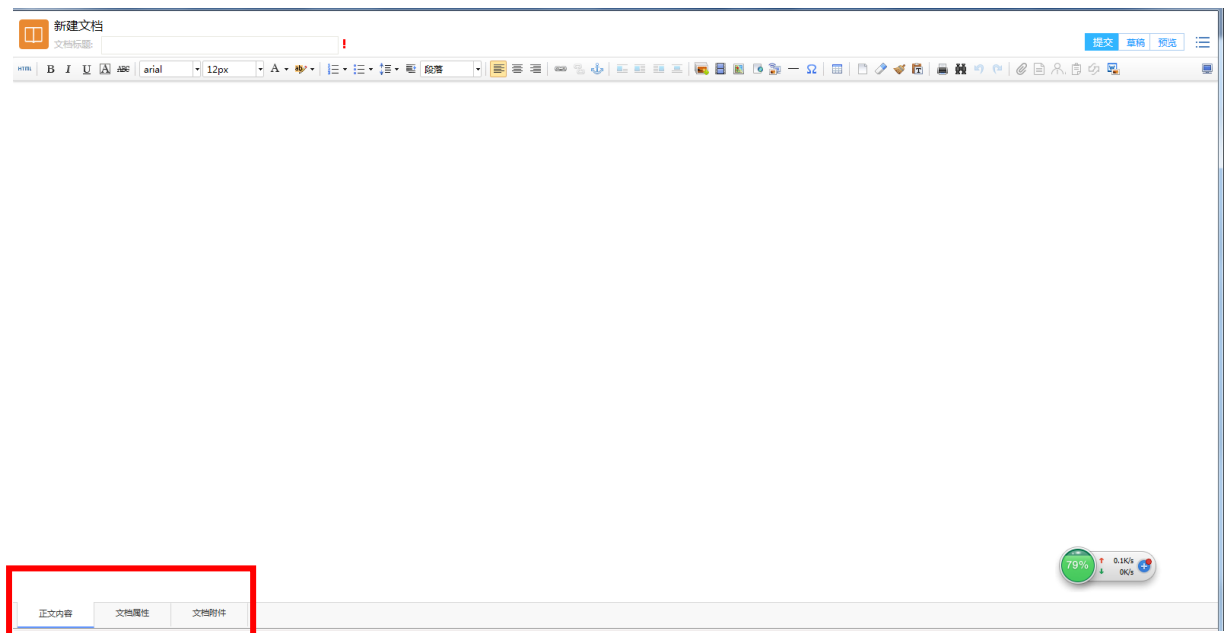 新建文档
文档标题: !
提交 草稿 预览
HTML B I U A ABC arial 12px A ab 段落 Ω
79% 0.1K/s
0K/s
正文内容 文档属性 文档附件